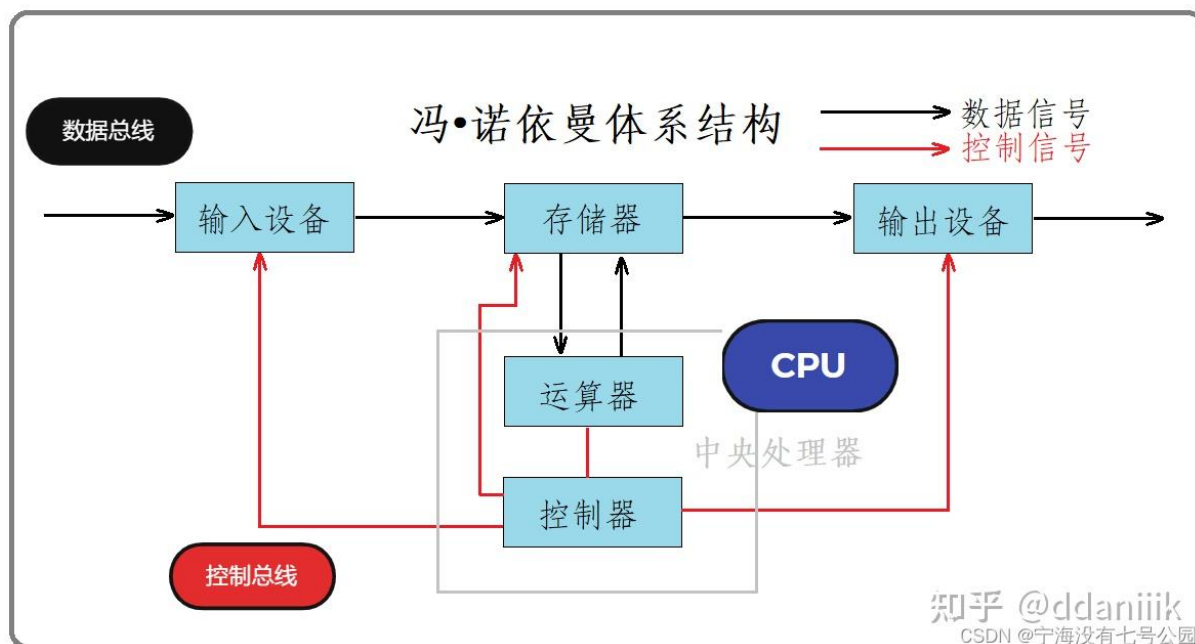 冯•诺依曼体系结构
数据信号
控制信号
数据总线
输入设备
存储器
输出设备
CPU
运算器
中央处理器
控制器
控制总线
知乎 @ddaniiik
CSDN @宁海没有七号公园